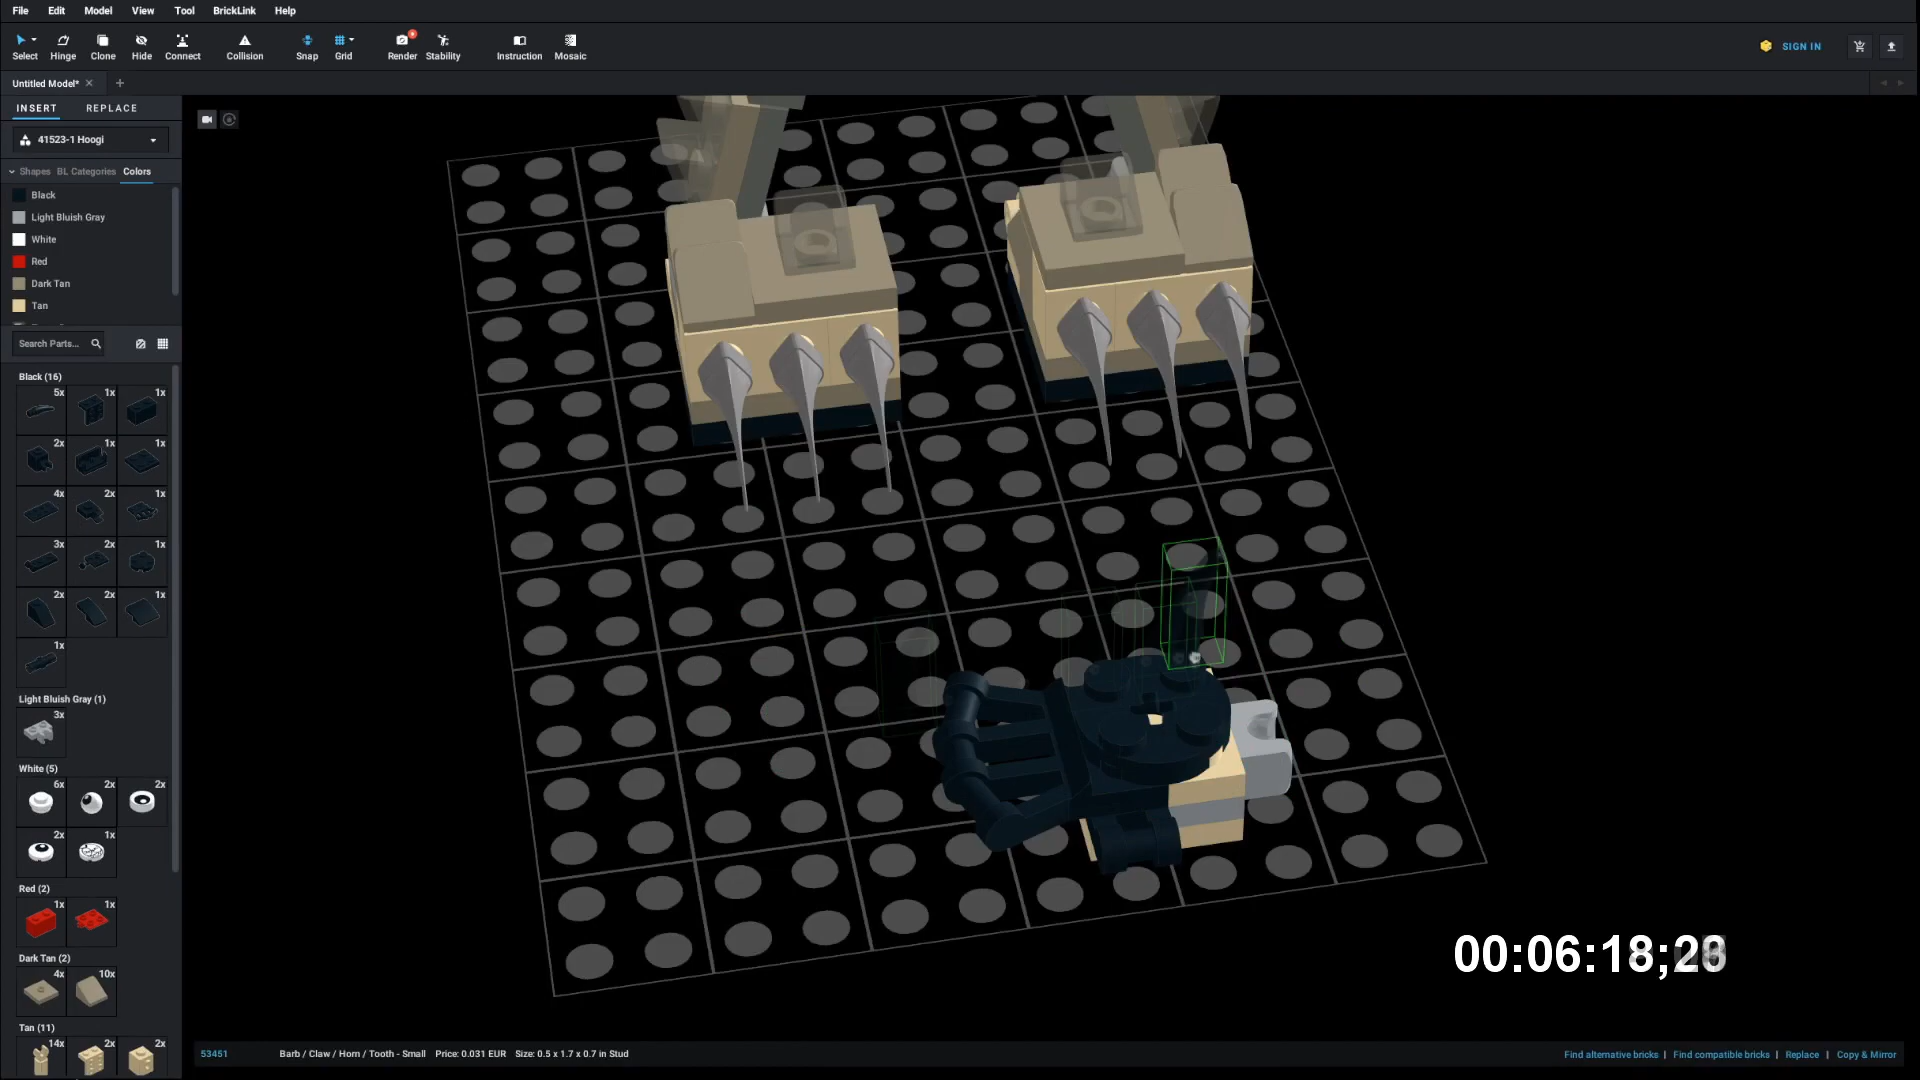 File Edit Model View Tool BrickLink Help
Select Hinge Clone Hide Connect Collision Snap Grid Render Stability Instruction Mosaic SIGN IN
Untitled Model*
INSERT REPLACE
41523-1 Hoogi
Shapes BL Categories Colors
Black
Light Bluish Gray
White
Red
Dark Tan
Tan
Search Parts...
Black (16)
5x 1x 1x
2x 1x 1x
4x 2x 1x
3x 2x 1x
2x 2x 1x
1x
Light Bluish Gray (1)
3x
White (5)
6x 2x 2x
2x 1x
Red (2)
1x 1x
Dark Tan (2)
4x 10x
Tan (11)
14x 2x 2x
53451 Barb / Claw / Horn / Tooth - Small Price: 0.031 EUR Size: 0.5 x 1.7 x 0.7 in Stud
Find alternative bricks | Find compatible bricks | Replace | Copy & Mirror